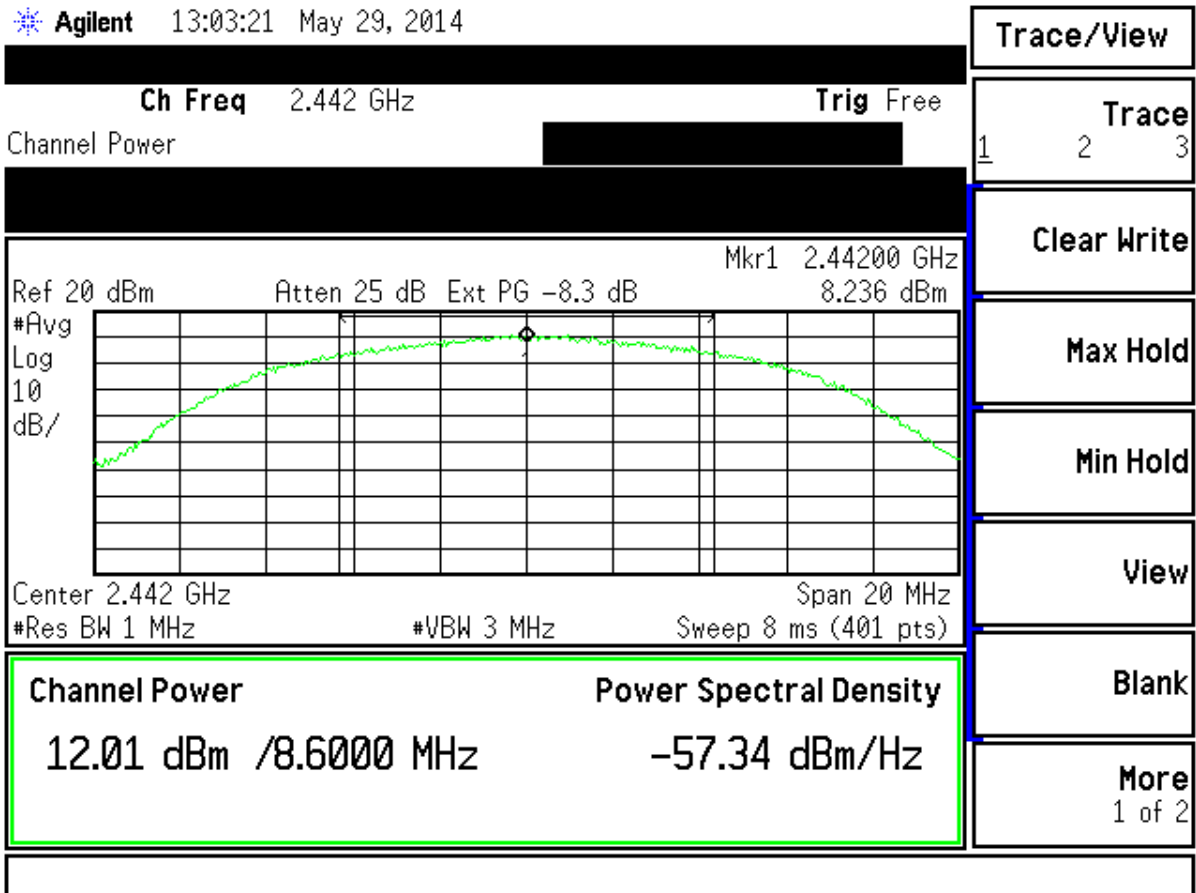 Agilent 13:03:21 May 29, 2014
Trace/View
Ch Freq 2.442 GHz Trig Free
Channel Power
Trace
1 2 3
Clear Write
Max Hold
Min Hold
View
Blank
More
1 of 2
Mkr1 2.44200 GHz
Ref 20 dBm Atten 25 dB Ext PG -8.3 dB 8.236 dBm
#Avg
Log
10
dB/
Center 2.442 GHz Span 20 MHz
#Res BW 1 MHz #VBW 3 MHz Sweep 8 ms (401 pts)
Channel Power Power Spectral Density
12.01 dBm /8.6000 MHz -57.34 dBm/Hz